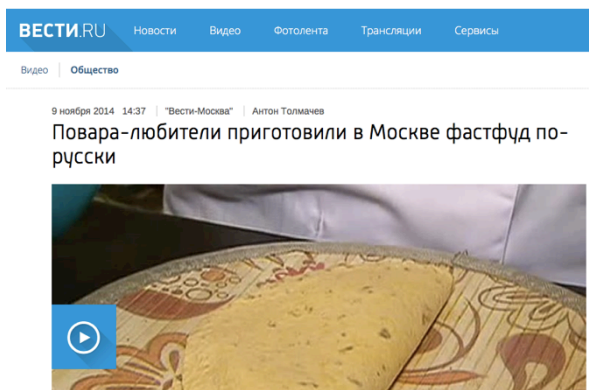 ВЕСТИ.RU Новости Видео Фотолента Трансляции Сервисы
Видео Общество
9 ноября 2014 14:37 "Вести-Москва" Антон Толмачев
Повара-любители приготовили в Москве фастфуд по-
русски